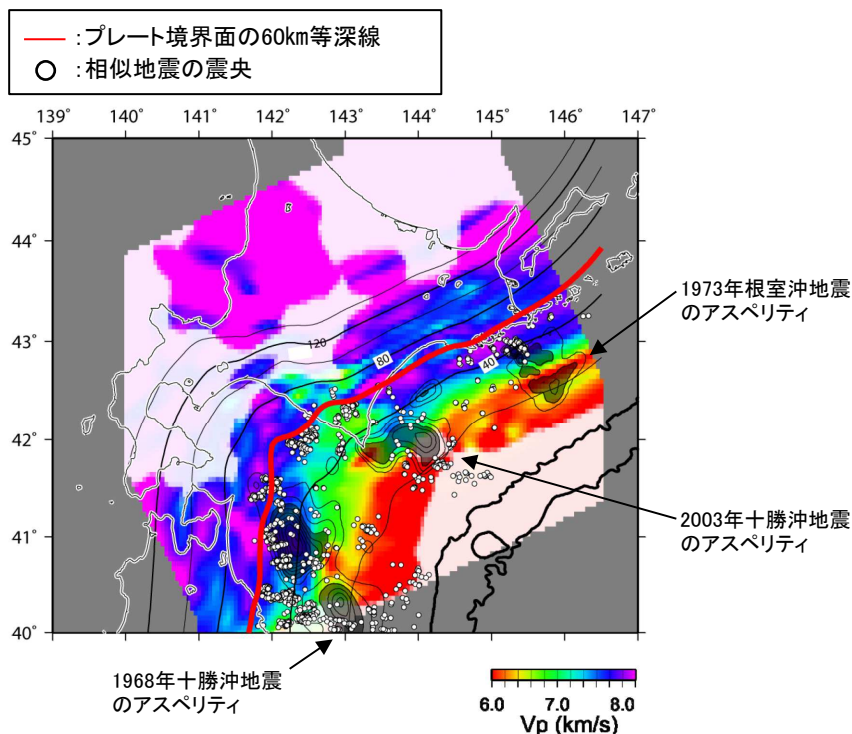 :プレート境界面の60km等深線
:相似地震の震央
139° 140° 141° 142° 143° 144° 145° 146° 147°
45°
44°
1973年根室沖地震
のアスペリティ
43°
120
80
40
42°
2003年十勝沖地震
のアスペリティ
41°
40°
1968年十勝沖地震
のアスペリティ
6.0 7.0 8.0
Vp (km/s)